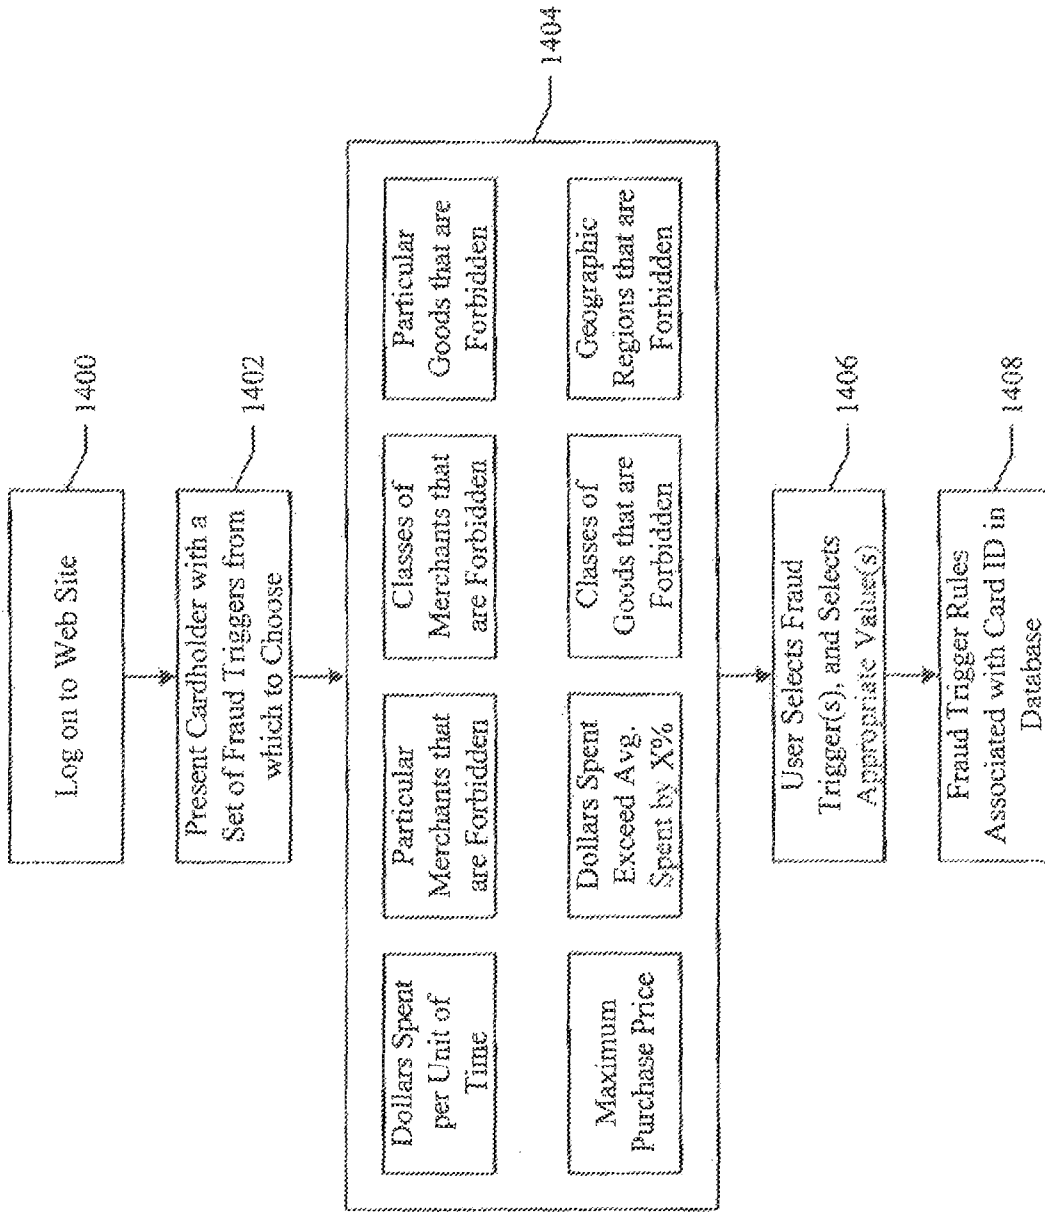 Log on to Web Site
1400
Present Cardholder with a
Set of Fraud Triggers from
which to Choose
1402
1404
Dollars Spent
per Unit of
Time
Particular
Merchants that
are Forbidden
Classes of
Merchants that
are Forbidden
Particular
Goods that are
Forbidden
Maximum
Purchase Price
Dollars Spent
Exceed Avg.
Spent by X%
Classes of
Goods that are
Forbidden
Geographic
Regions that are
Forbidden
User Selects Fraud
Trigger(s), and Selects
Appropriate Value(s)
1406
Fraud Trigger Rules
Associated with Card ID in
Database
1408